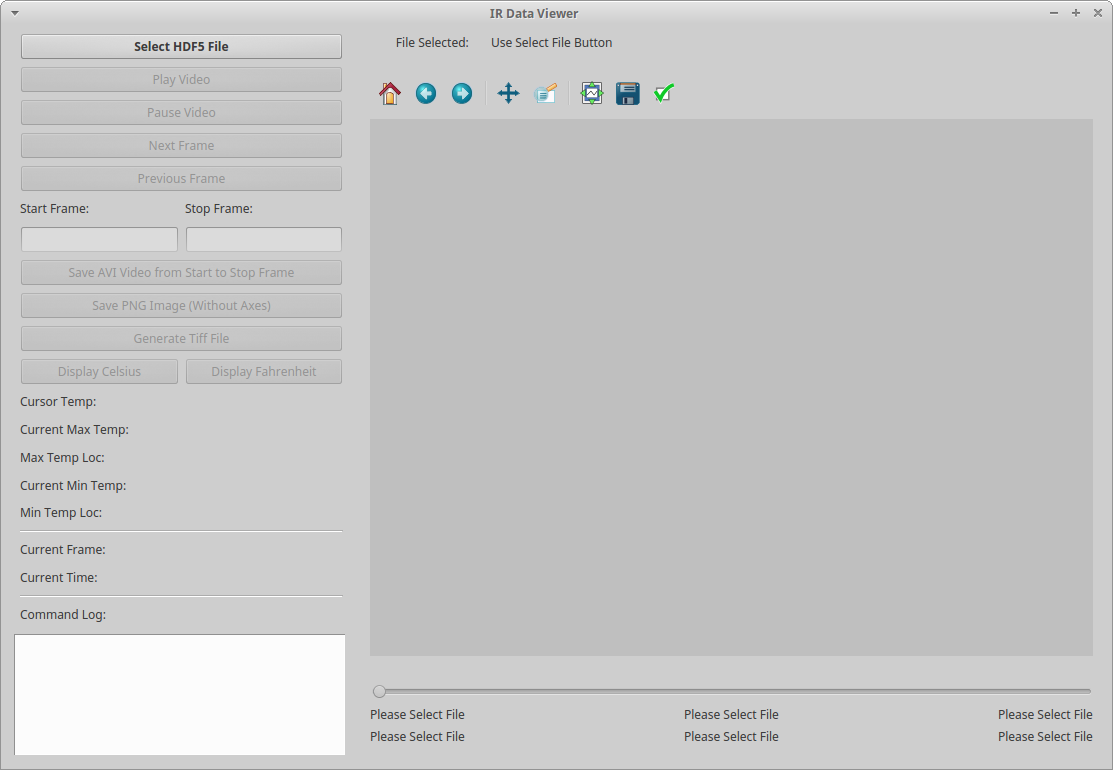 IR Data Viewer
Select HDF5 File
Play Video
Pause Video
Next Frame
Previous Frame
Start Frame: Stop Frame:
Save AVI Video from Start to Stop Frame
Save PNG Image (Without Axes)
Generate Tiff File
Display Celsius Display Fahrenheit
Cursor Temp:
Current Max Temp:
Max Temp Loc:
Current Min Temp:
Min Temp Loc:
Current Frame:
Current Time:
Command Log:
File Selected: Use Select File Button
Please Select File Please Select File Please Select File
Please Select File Please Select File Please Select File